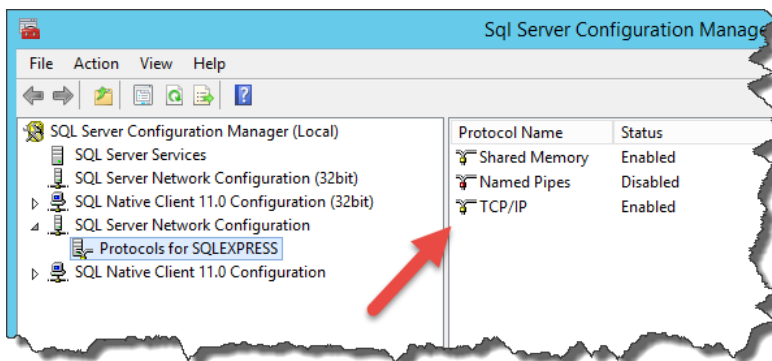 Sql Server Configuration Manage
File Action View Help
SQL Server Configuration Manager (Local)
SQL Server Services
SQL Server Network Configuration (32bit)
SQL Native Client 11.0 Configuration (32bit)
SQL Server Network Configuration
Protocols for SQLEXPRESS
SQL Native Client 11.0 Configuration
Protocol Name Status
Shared Memory Enabled
Named Pipes Disabled
TCP/IP Enabled